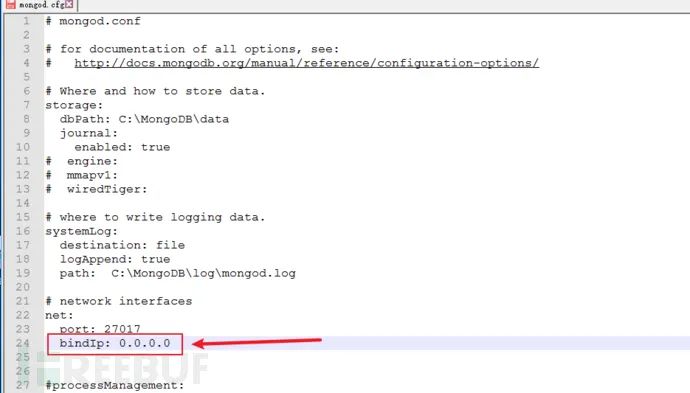 mongod.cfg
1 # mongod.conf
2
3 # for documentation of all options, see:
4 #   http://docs.mongodb.org/manual/reference/configuration-options/
5
6 # Where and how to store data.
7 storage:
8   dbPath: C:\MongoDB\data
9   journal:
10     enabled: true
11 #  engine:
12 #  mmapv1:
13 #  wiredTiger:
14
15 # where to write logging data.
16 systemLog:
17   destination: file
18   logAppend: true
19   path:  C:\MongoDB\log\mongod.log
20
21 # network interfaces
22 net:
23   port: 27017
24   bindIp: 0.0.0.0
25
26
27 #processManagement:
REEBUF